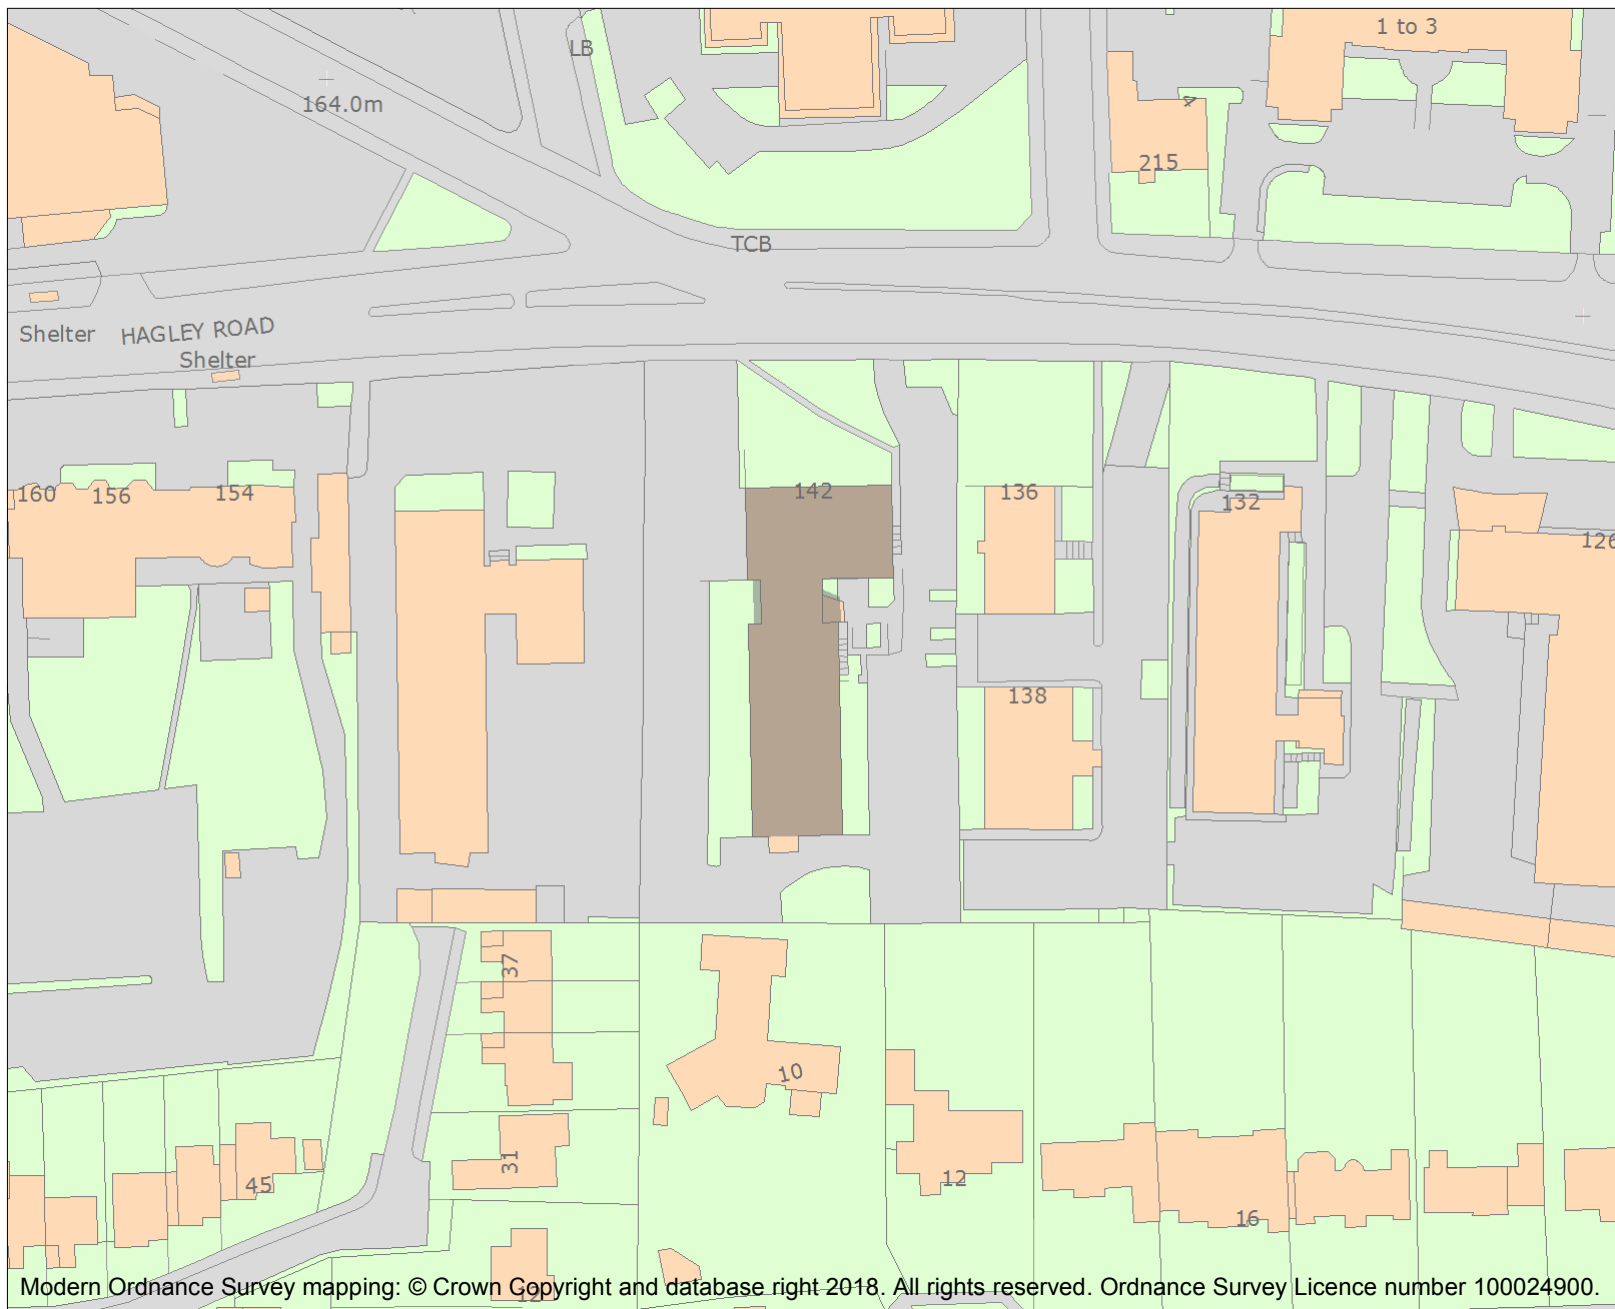 1 to 3
LB
164.0m
4
215
TCB
HAGLEY ROAD
Shelter
Shelter
160
156
154
142
136
132
126
138
37
10
31
12
45
16
12
Modern Ordnance Survey mapping: © Crown Copyright and database right 2018. All rights reserved. Ordnance Survey Licence number 100024900.